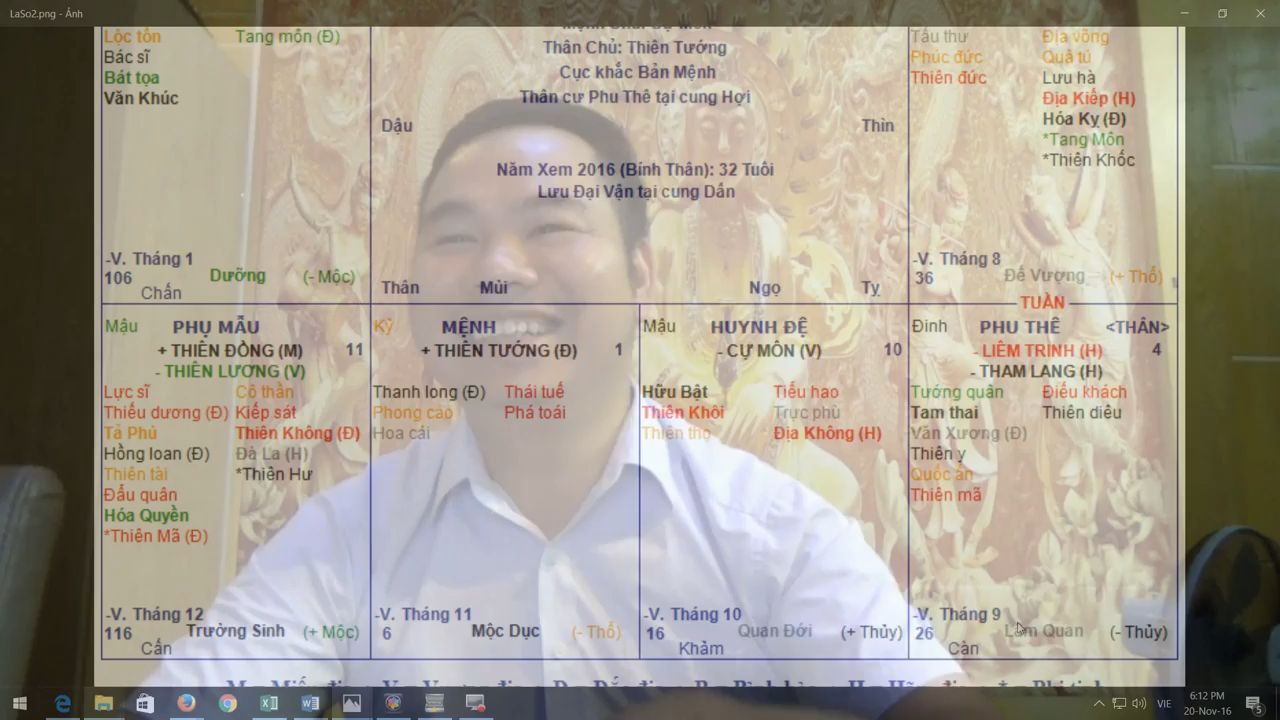 LaSo2.png - Ảnh
Lộc tồn Tang môn (Đ)
Bác sĩ
Bát tọa
Văn Khúc
Thân Chủ: Thiên Tướng
Cục khắc Bản Mệnh
Thân cư Phu Thê tại cung Hợi
Dậu Thìn
Năm Xem 2016 (Bính Thân): 32 Tuổi
Lưu Đại Vận tại cung Dần
Thân Mùi Ngọ Tỵ
Tấu thư Địa võng
Phúc đức Quả tú
Thiên đức Lưu hà
Địa Kiếp (H)
Hóa Kỵ (Đ)
*Tang Môn
*Thiên Khốc
-V. Tháng 1
106 Dưỡng (- Mộc)
Chấn
-V. Tháng 8
36 Đế Vượng (+ Thổ)
TUẦN
Mậu PHỤ MẪU
+ THIÊN ĐỒNG (M) 11
- THIÊN LƯƠNG (V)
Lực sĩ Cô thần
Thiếu dương (Đ) Kiếp sát
Tả Phủ Thiên Không (Đ)
Hồng loan (Đ) Đà La (H)
Thiên tài *Thiên Hư
Đẩu quân
Hóa Quyền
*Thiên Mã (Đ)
-V. Tháng 12
116 Trường Sinh (+ Mộc)
Cấn
Kỷ MỆNH
+ THIÊN TƯỚNG (Đ) 1
Thanh long (Đ) Thái tuế
Phong cáo Phá toái
Hoa cái
-V. Tháng 11
6 Mộc Dục (- Thổ)
Mậu HUYNH ĐỆ
- CỰ MÔN (V) 10
Hữu Bật Tiểu hao
Thiên Khôi Trực phù
Thiên thọ Địa Không (H)
-V. Tháng 10
16 Quan Đới (+ Thủy)
Khảm
Đinh PHU THÊ <THÂN>
- LIÊM TRINH (H) 4
- THAM LANG (H)
Tướng quân Điếu khách
Tam thai Thiên diêu
Văn Xương (Đ)
Thiên y
Quốc ấn
Thiên mã
-V. Tháng 9
26 Lâm Quan (- Thủy)
Càn
VIE
6:12 PM
20-Nov-16
5